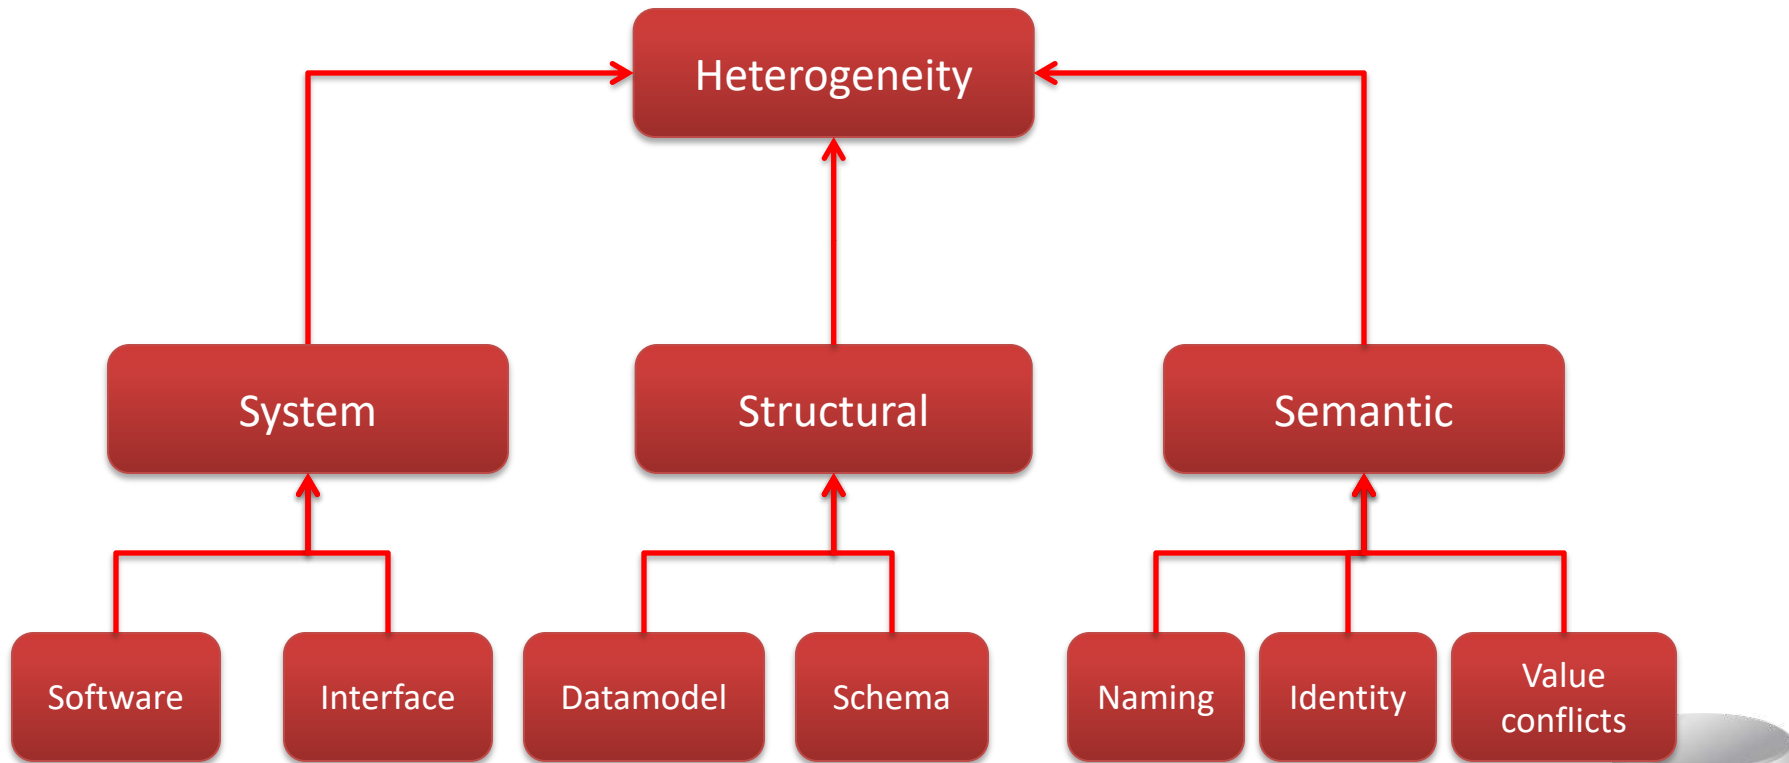 Heterogeneity
System
Structural
Semantic
Software
Interface
Datamodel
Schema
Naming
Identity
Value
conflicts